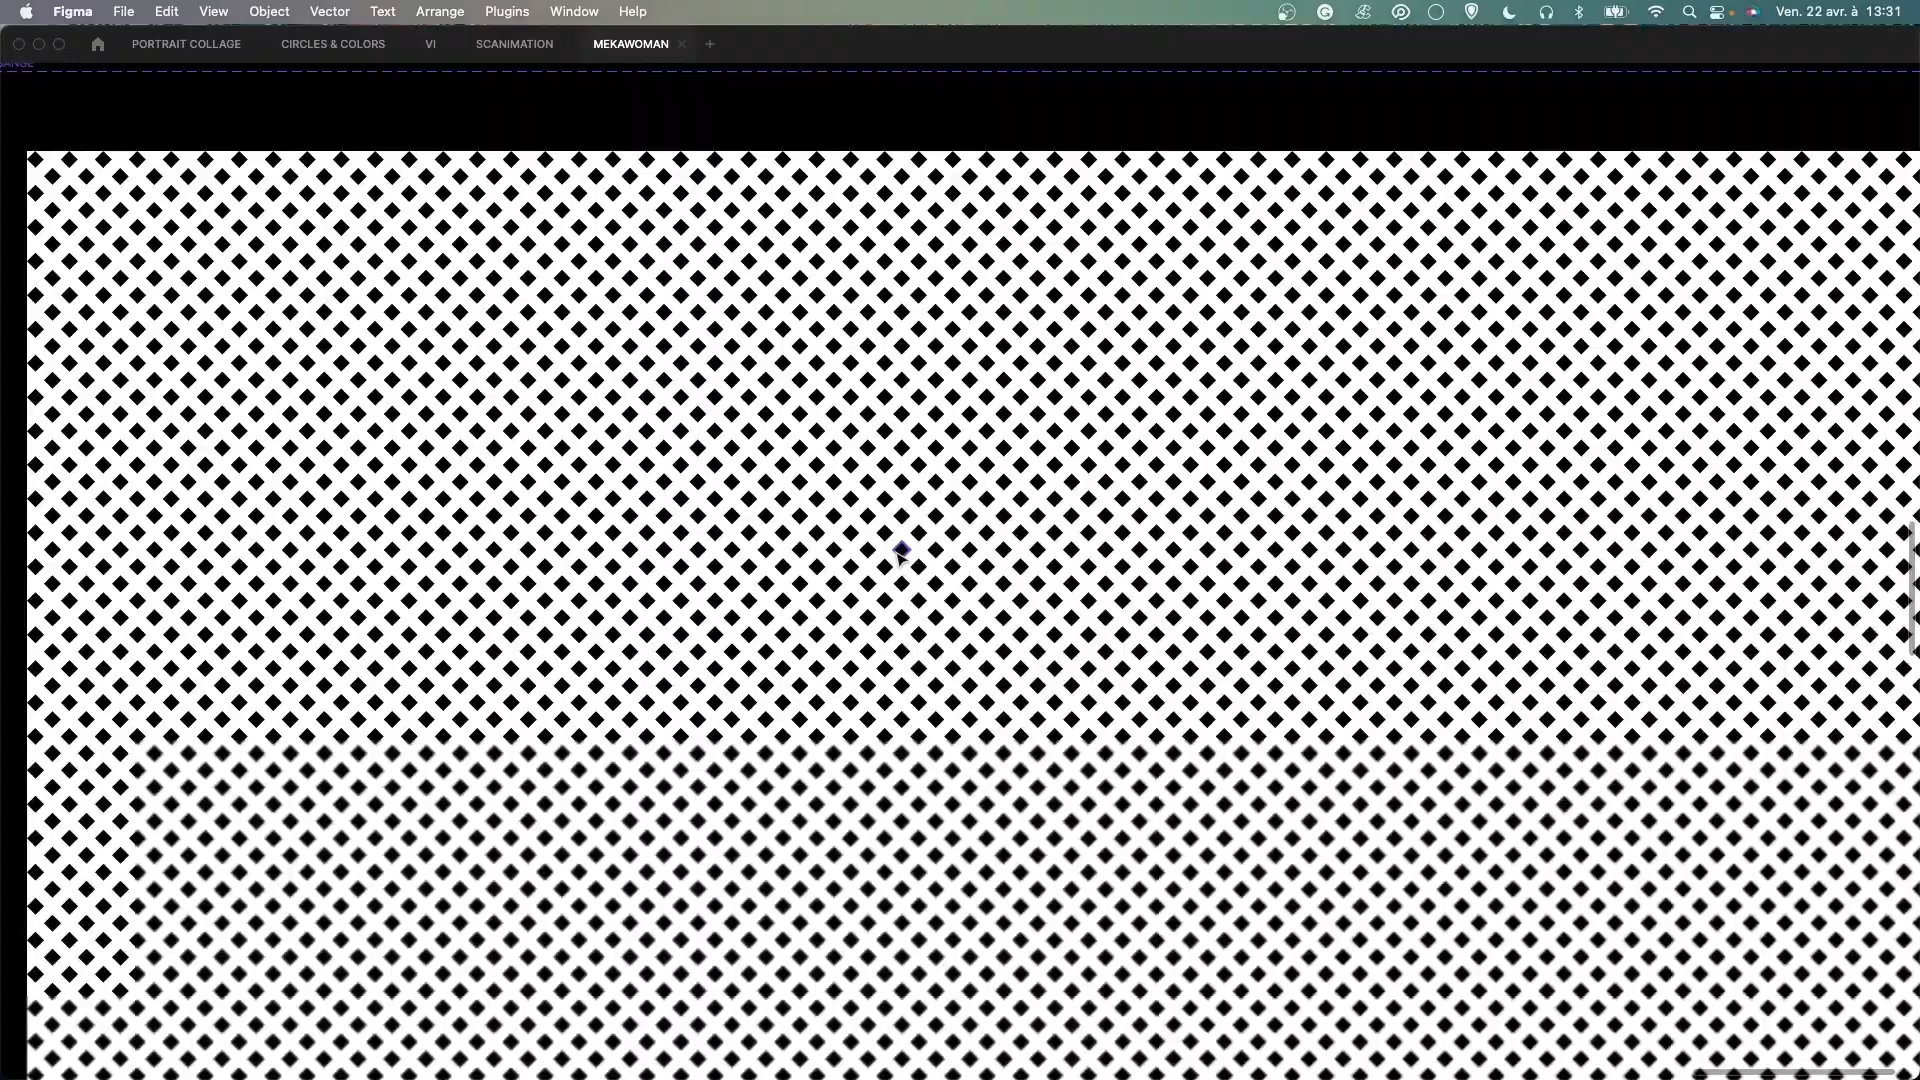 Figma File Edit View Object Vector Text Arrange Plugins Window Help Ven. 22 avr. à 13:31
PORTRAIT COLLAGE CIRCLES & COLORS VI SCANIMATION MEKAWOMAN